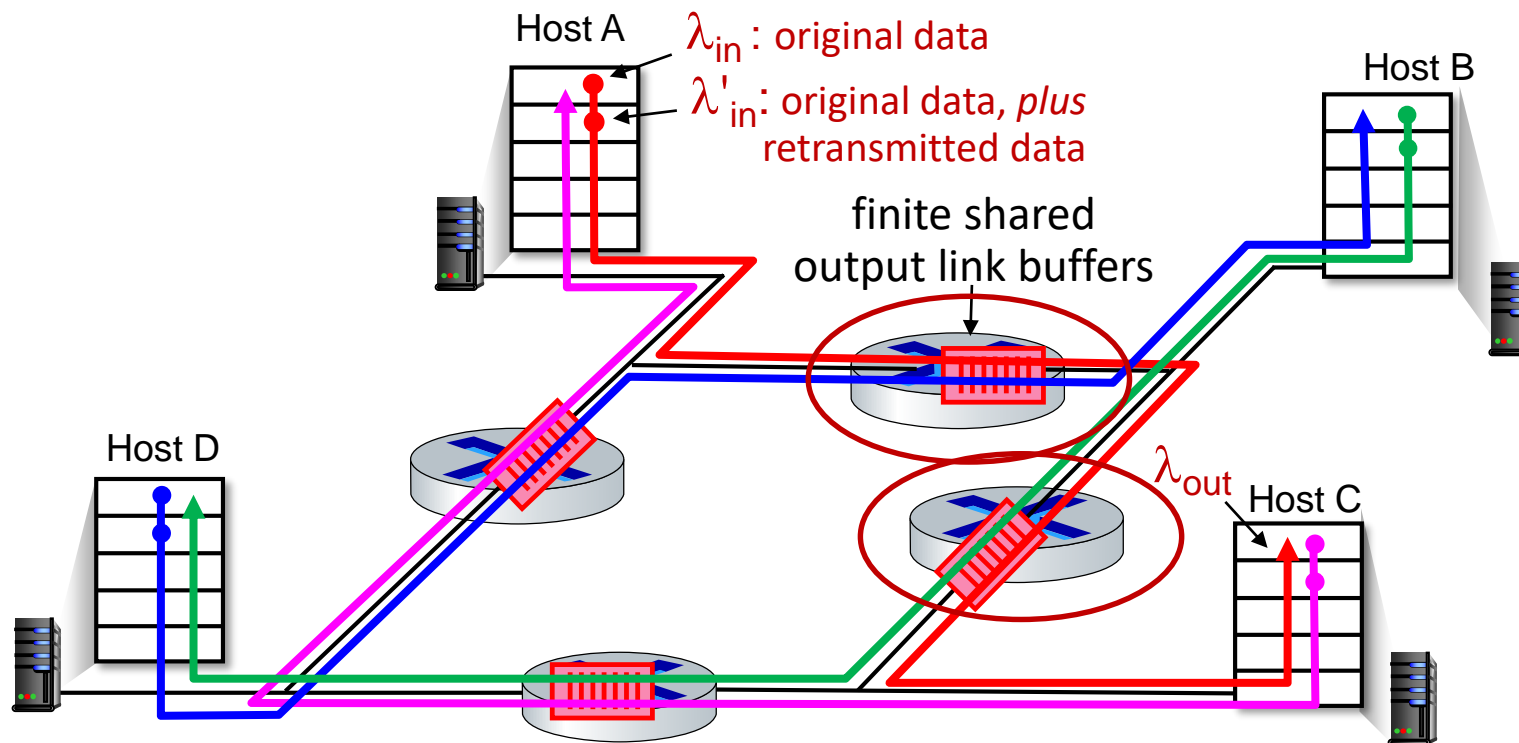 Host A
λin : original data
λ'in: original data, plus
retransmitted data
Host B
finite shared
output link buffers
Host D
λout
Host C